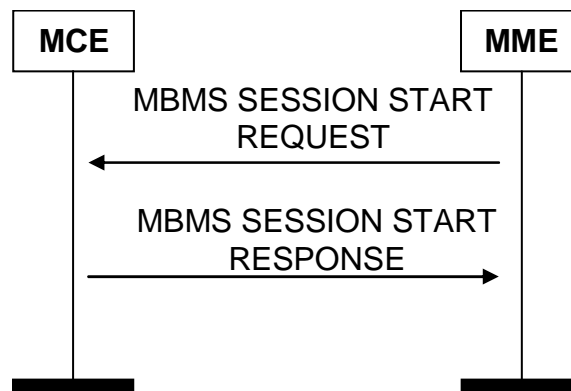 MCE
MME
MBMS SESSION START
REQUEST
MBMS SESSION START
RESPONSE